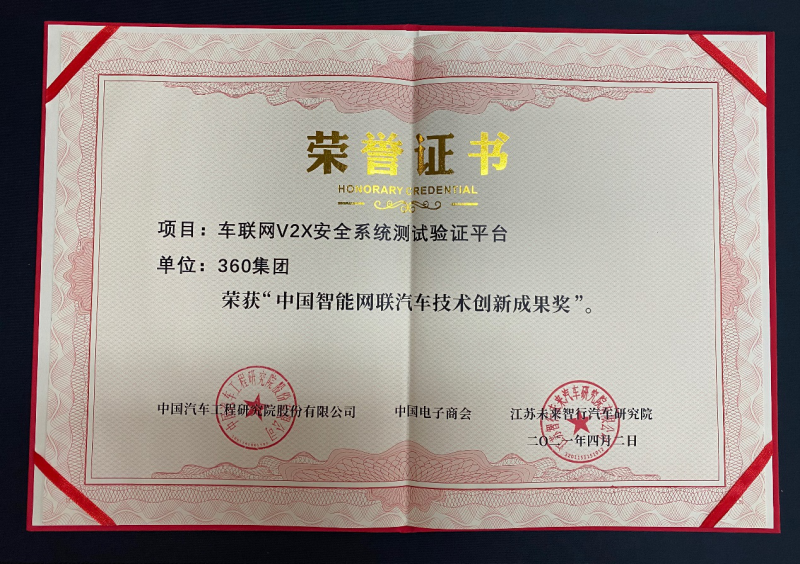 荣誉证书
HONORARY CREDENTIAL
项目：车联网V2X安全系统测试验证平台
单位：360集团
荣获“中国智能网联汽车技术创新成果奖”。
中国汽车工程研究院股份有限公司 中国电子商会 江苏未来智行汽车研究院
二〇二一年四月二日